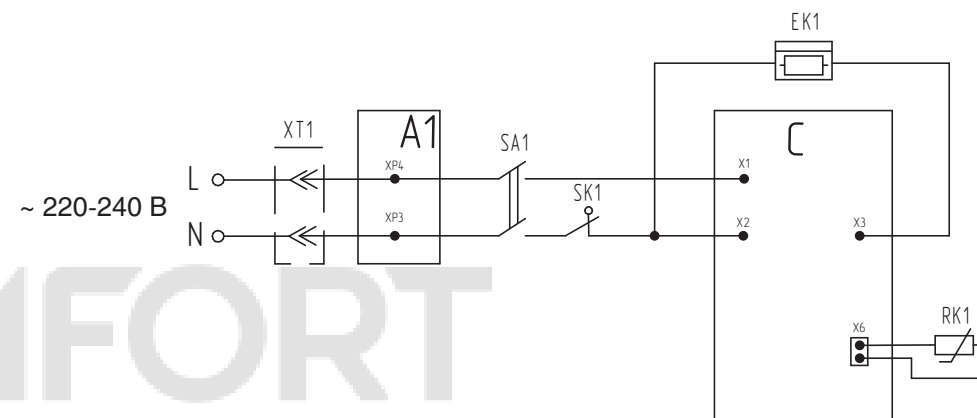 EK1
XT1
A1
C
SA1
L
XP4
X1
SK1
~ 220-240 В
N
XP3
X2
X3
MFORT
X6
RK1